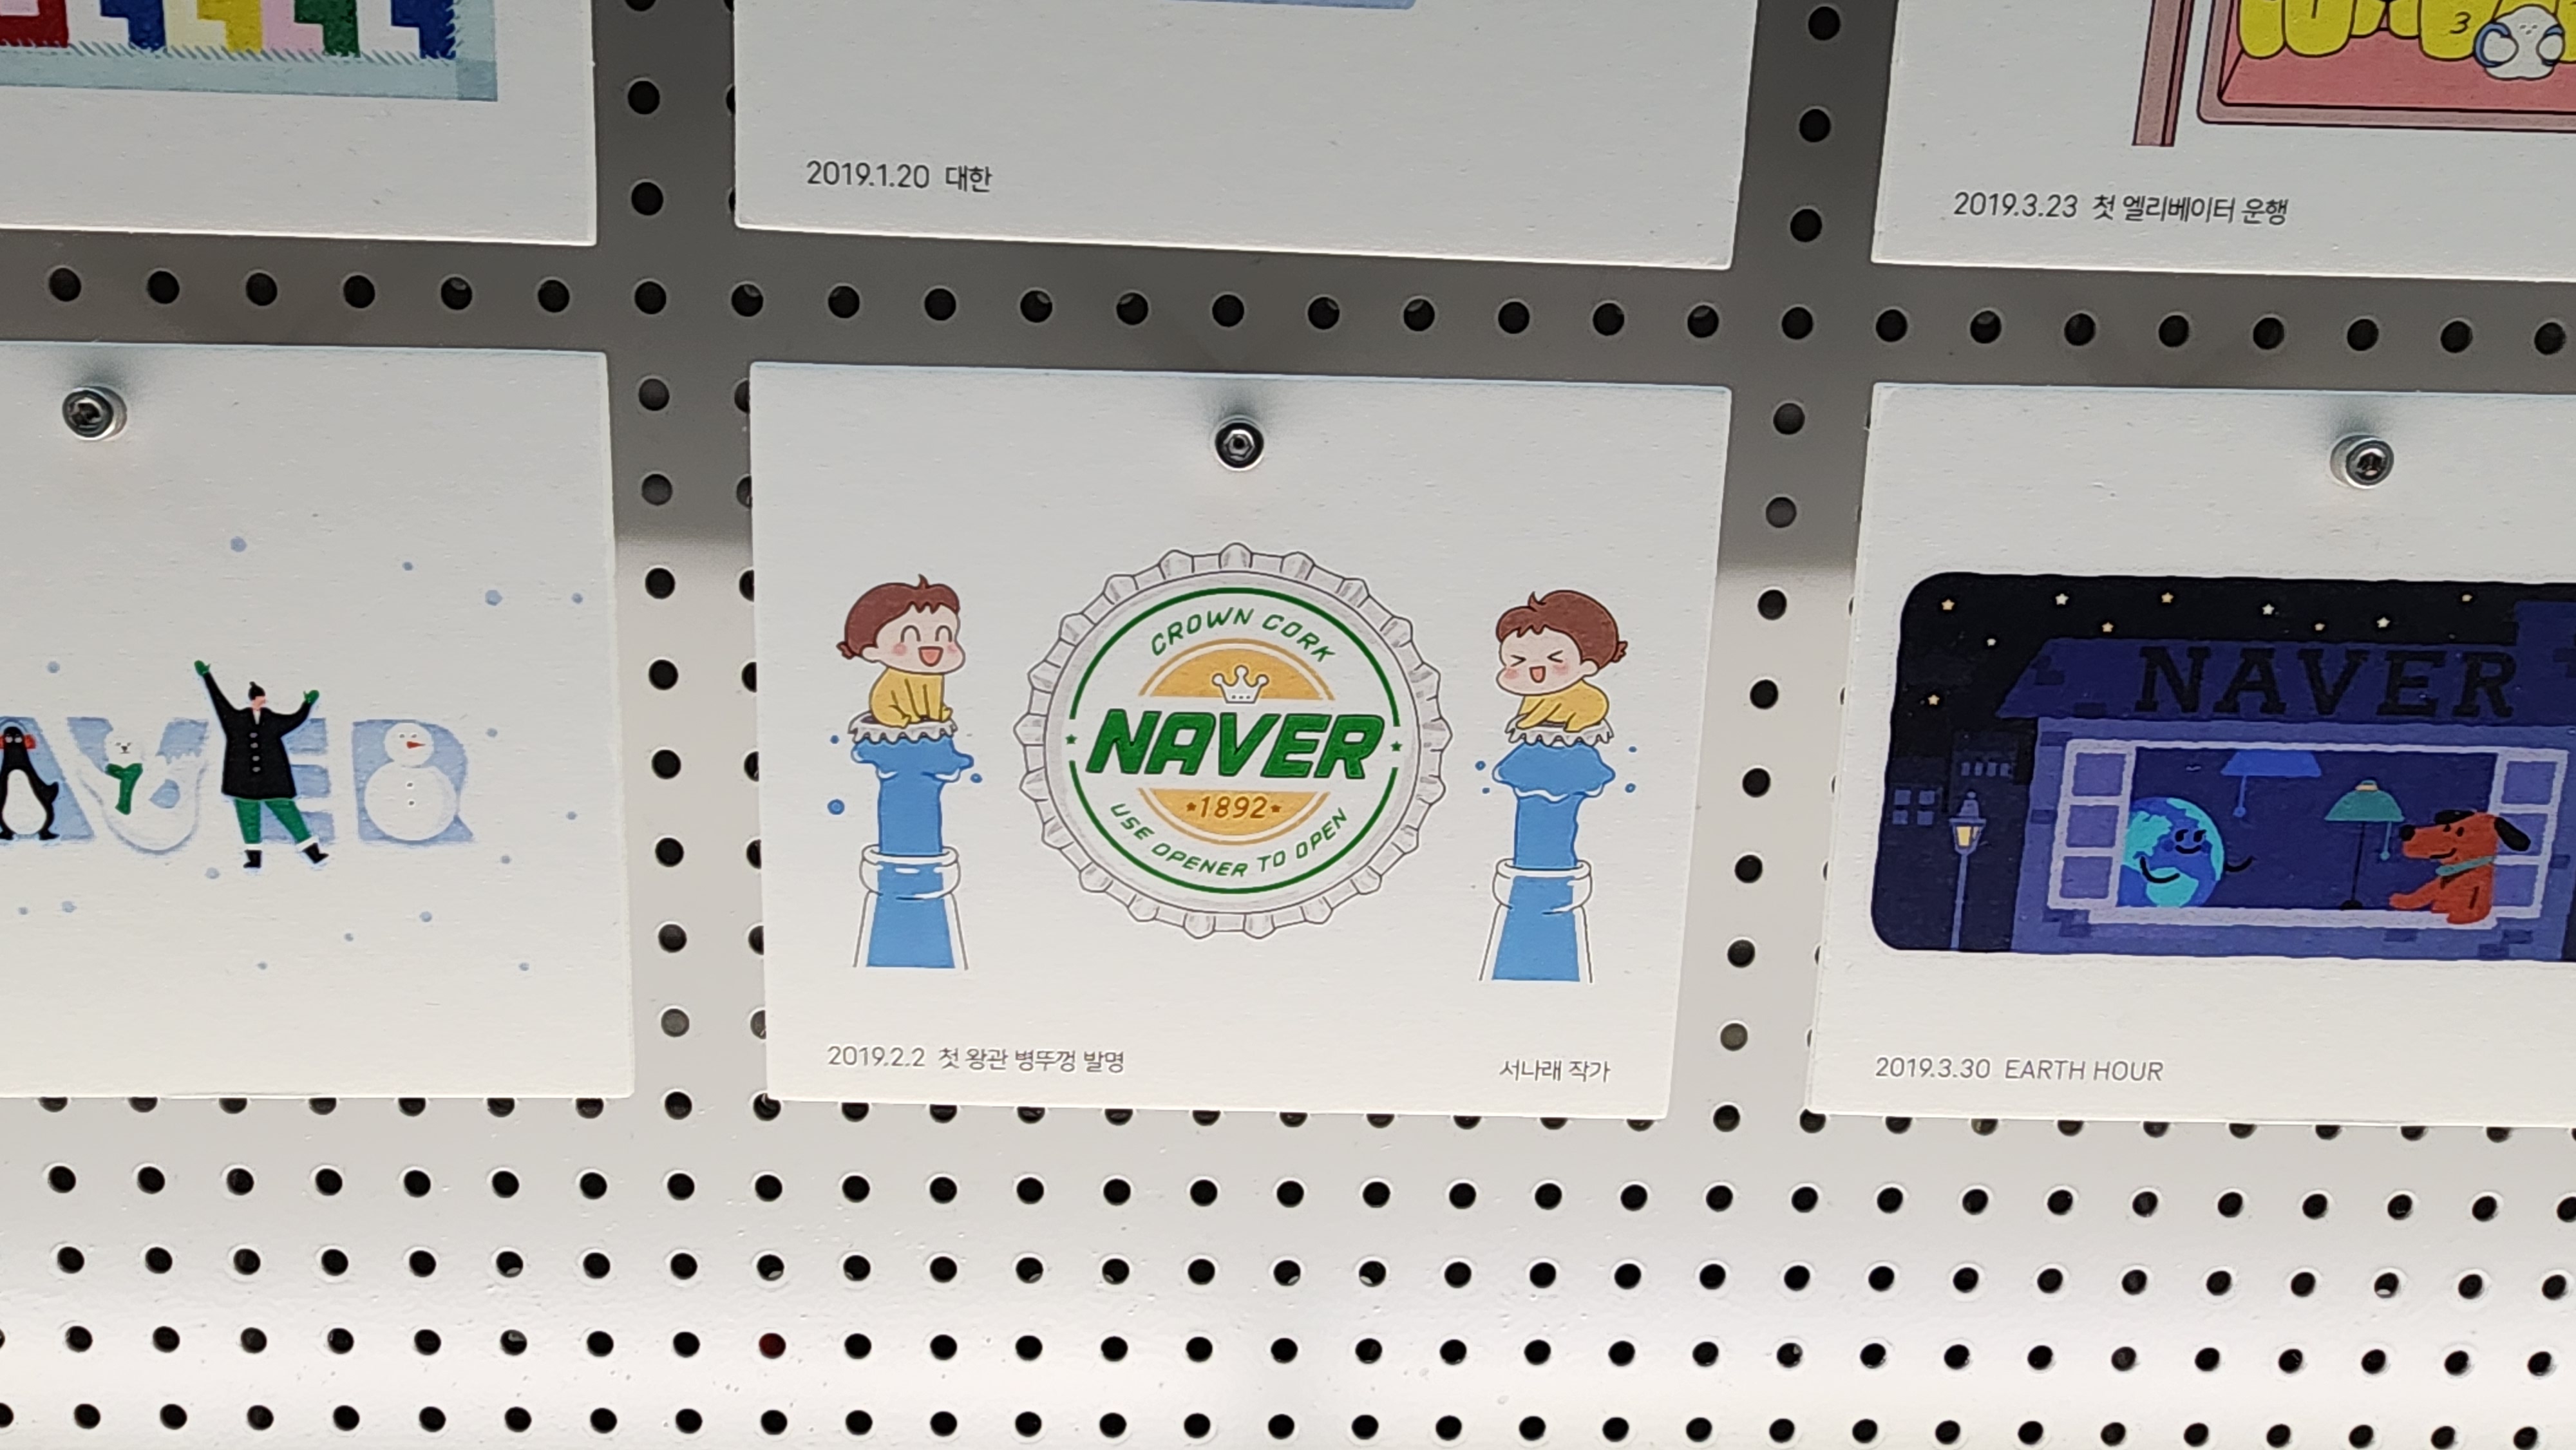 2019.1.20 대한
2019.3.23 첫 엘리베이터 운행
AVER
CROWN CORK
NAVER
1892
USE OPENER TO OPEN
2019.2.2 첫 왕관 병뚜껑 발명
서나래 작가
NAVER
2019.3.30 EARTH HOUR